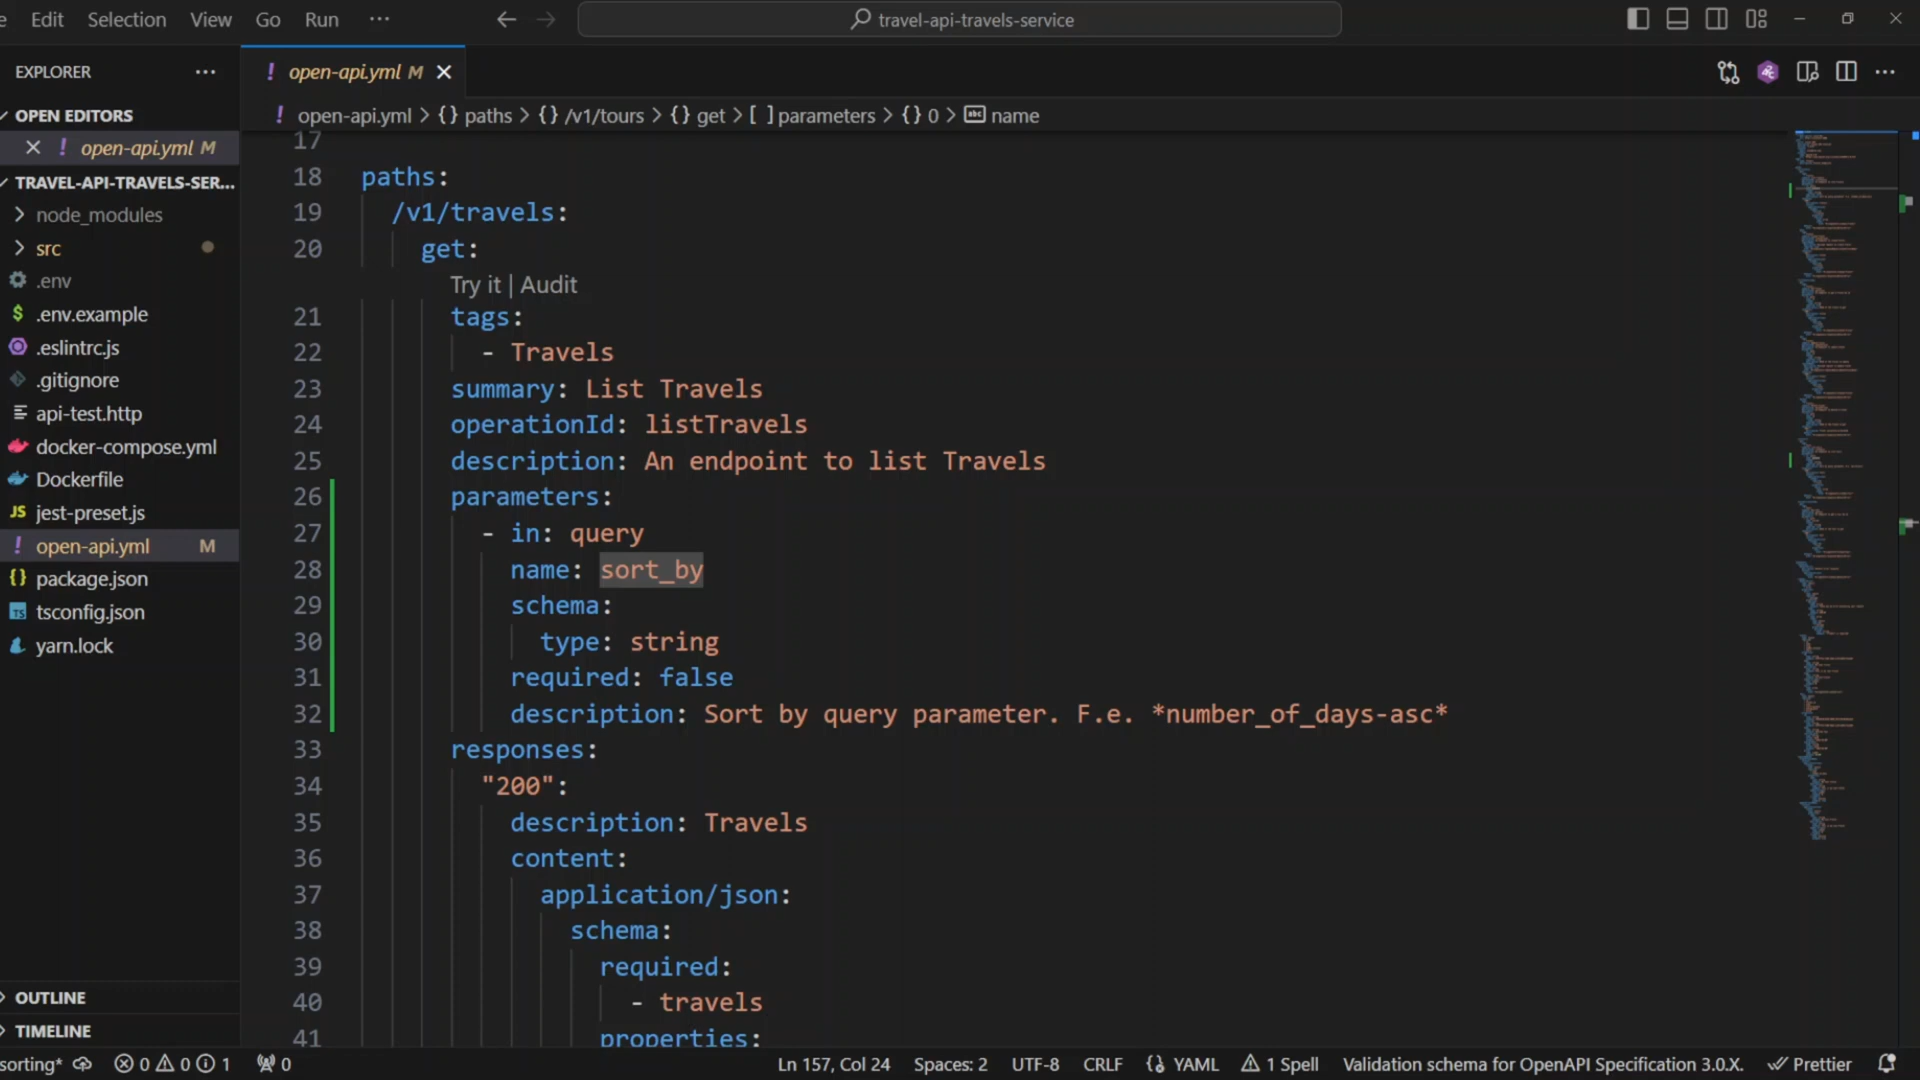 Edit Selection View Go Run ··· travel-api-travels-service
EXPLORER ···
open-api.yml M
OPEN EDITORS
open-api.yml M
TRAVEL-API-TRAVELS-SER...
node_modules
src
.env
.env.example
.eslintrc.js
.gitignore
api-test.http
docker-compose.yml
Dockerfile
jest-preset.js
open-api.yml M
package.json
tsconfig.json
yarn.lock
OUTLINE
TIMELINE
open-api.yml > {} paths > {} /v1/tours > {} get > [ ] parameters > {} 0 > abc name
17
18 paths:
19 /v1/travels:
20 get:
Try it | Audit
21 tags:
22 - Travels
23 summary: List Travels
24 operationId: listTravels
25 description: An endpoint to list Travels
26 parameters:
27 - in: query
28 name: sort_by
29 schema:
30 type: string
31 required: false
32 description: Sort by query parameter. F.e. *number_of_days-asc*
33 responses:
34 "200":
35 description: Travels
36 content:
37 application/json:
38 schema:
39 required:
40 - travels
41 properties:
sorting* 0 0 1 0 Ln 157, Col 24 Spaces: 2 UTF-8 CRLF {} YAML 1 Spell Validation schema for OpenAPI Specification 3.0.X. Prettier